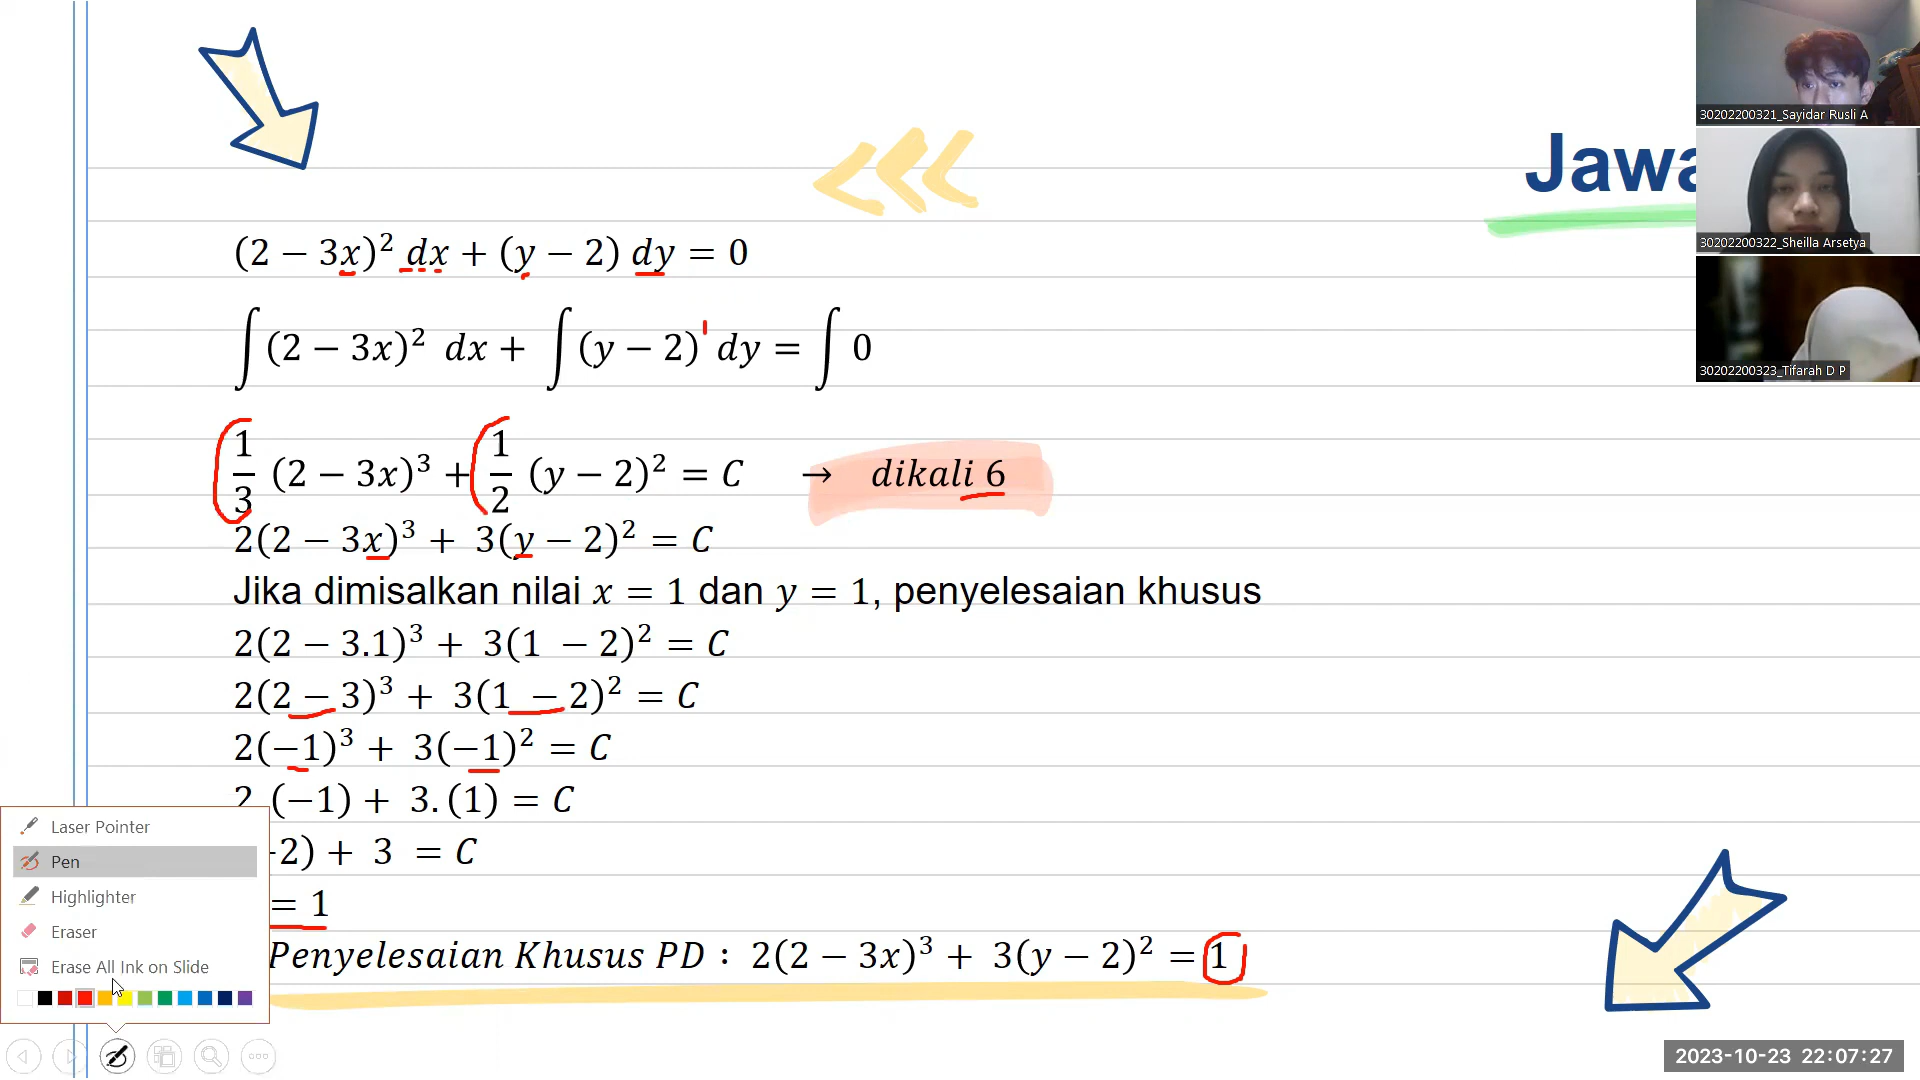 Jawa
30202200321_Sayidar Rusli A
30202200322_Sheilla Arsetya
30202200323_Tifarah D P
(2 − 3x)² dx + (y − 2) dy = 0
∫(2 − 3x)² dx + ∫(y − 2)¹ dy = ∫ 0
1/3 (2 − 3x)³ + 1/2 (y − 2)² = C → dikali 6
2(2 − 3x)³ + 3(y − 2)² = C
Jika dimisalkan nilai x = 1 dan y = 1, penyelesaian khusus
2(2 − 3.1)³ + 3(1 − 2)² = C
2(2 − 3)³ + 3(1 − 2)² = C
2(−1)³ + 3(−1)² = C
2 (−1) + 3. (1) = C
-2) + 3 = C
= 1
Penyelesaian Khusus PD : 2(2 − 3x)³ + 3(y − 2)² = 1
Laser Pointer
Pen
Highlighter
Eraser
Erase All Ink on Slide
2023-10-23 22:07:27